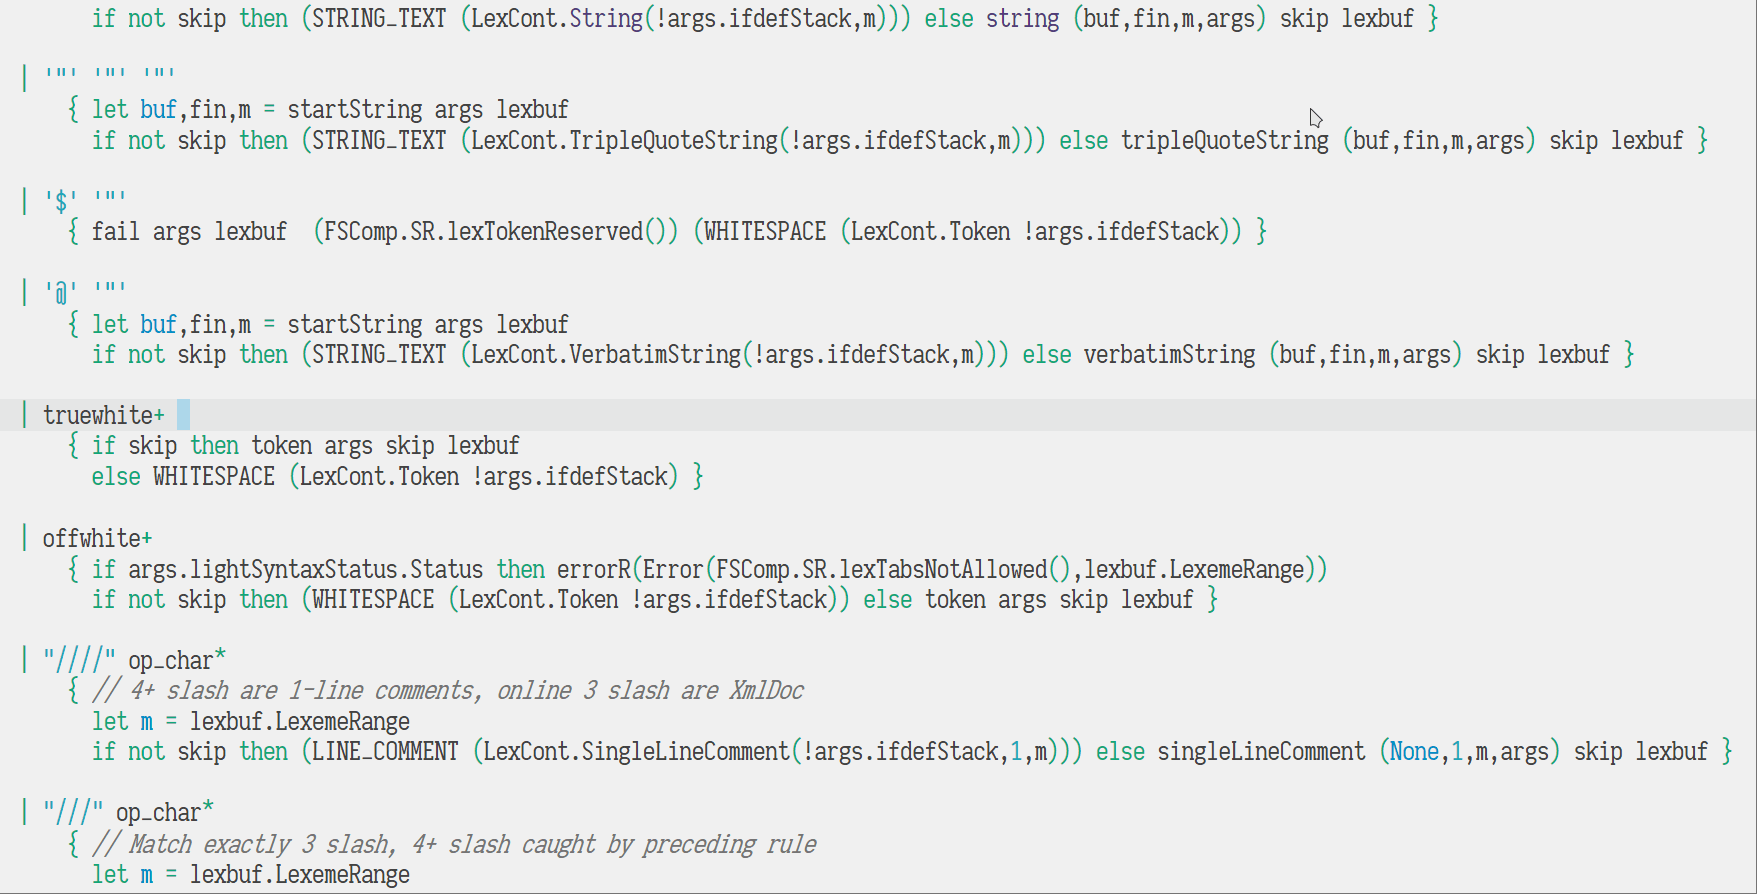 if not skip then (STRING_TEXT (LexCont.String(!args.ifdefStack,m))) else string (buf,fin,m,args) skip lexbuf }
| '"' '"' '"'
{ let buf,fin,m = startString args lexbuf
if not skip then (STRING_TEXT (LexCont.TripleQuoteString(!args.ifdefStack,m))) else tripleQuoteString (buf,fin,m,args) skip lexbuf }
| '$' '"'
{ fail args lexbuf  (FSComp.SR.lexTokenReserved()) (WHITESPACE (LexCont.Token !args.ifdefStack)) }
| '@' '"'
{ let buf,fin,m = startString args lexbuf
if not skip then (STRING_TEXT (LexCont.VerbatimString(!args.ifdefStack,m))) else verbatimString (buf,fin,m,args) skip lexbuf }
| truewhite+
{ if skip then token args skip lexbuf
else WHITESPACE (LexCont.Token !args.ifdefStack) }
| offwhite+
{ if args.lightSyntaxStatus.Status then errorR(Error(FSComp.SR.lexTabsNotAllowed(),lexbuf.LexemeRange))
if not skip then (WHITESPACE (LexCont.Token !args.ifdefStack)) else token args skip lexbuf }
| "////" op_char*
{ // 4+ slash are 1-line comments, online 3 slash are XmlDoc
let m = lexbuf.LexemeRange
if not skip then (LINE_COMMENT (LexCont.SingleLineComment(!args.ifdefStack,1,m))) else singleLineComment (None,1,m,args) skip lexbuf }
| "///" op_char*
{ // Match exactly 3 slash, 4+ slash caught by preceding rule
let m = lexbuf.LexemeRange